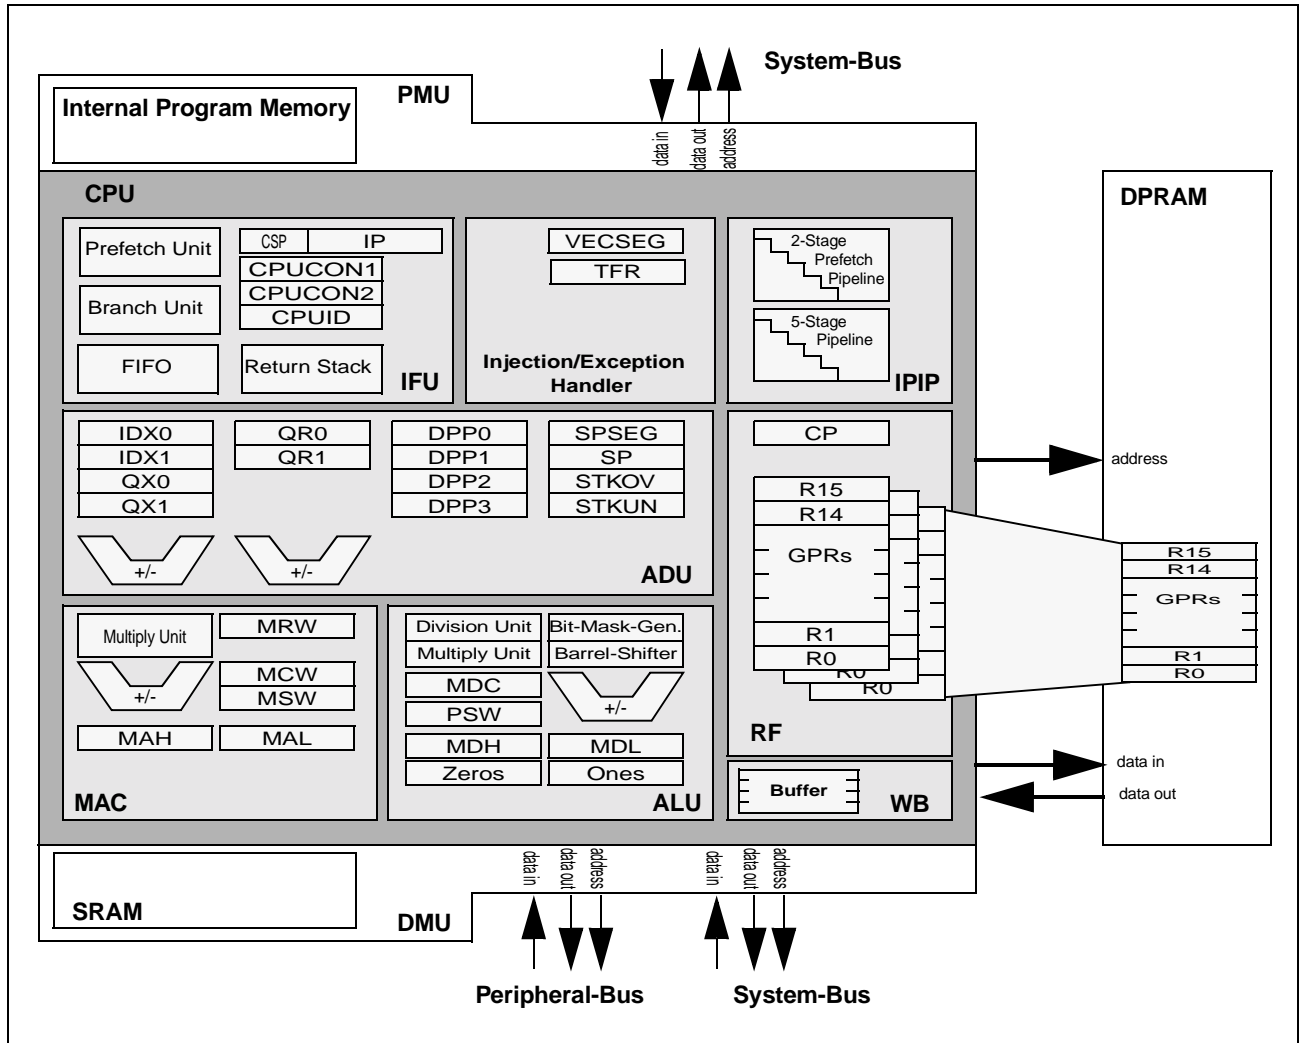 System-Bus
PMU
Internal Program Memory
data in
data out
address
CPU
DPRAM
Prefetch Unit
CSP IP
CPUCON1
CPUCON2
CPUID
Branch Unit
FIFO
Return Stack
IFU
VECSEG
TFR
Injection/Exception
Handler
2-Stage
Prefetch
Pipeline
5-Stage
Pipeline
IPIP
IDX0
IDX1
QX0
QX1
QR0
QR1
DPP0
DPP1
DPP2
DPP3
SPSEG
SP
STKOV
STKUN
+/-
+/-
ADU
CP
R15
R14
GPRs
R1
R0
R0
R0
RF
address
R15
R14
GPRs
R1
R0
Multiply Unit
MRW
+/-
MCW
MSW
MAH
MAL
MAC
Division Unit
Bit-Mask-Gen.
Multiply Unit
Barrel-Shifter
MDC
PSW
+/-
MDH
MDL
Zeros
Ones
ALU
Buffer
WB
data in
data out
SRAM
DMU
data in
data out
address
data in
data out
address
Peripheral-Bus
System-Bus